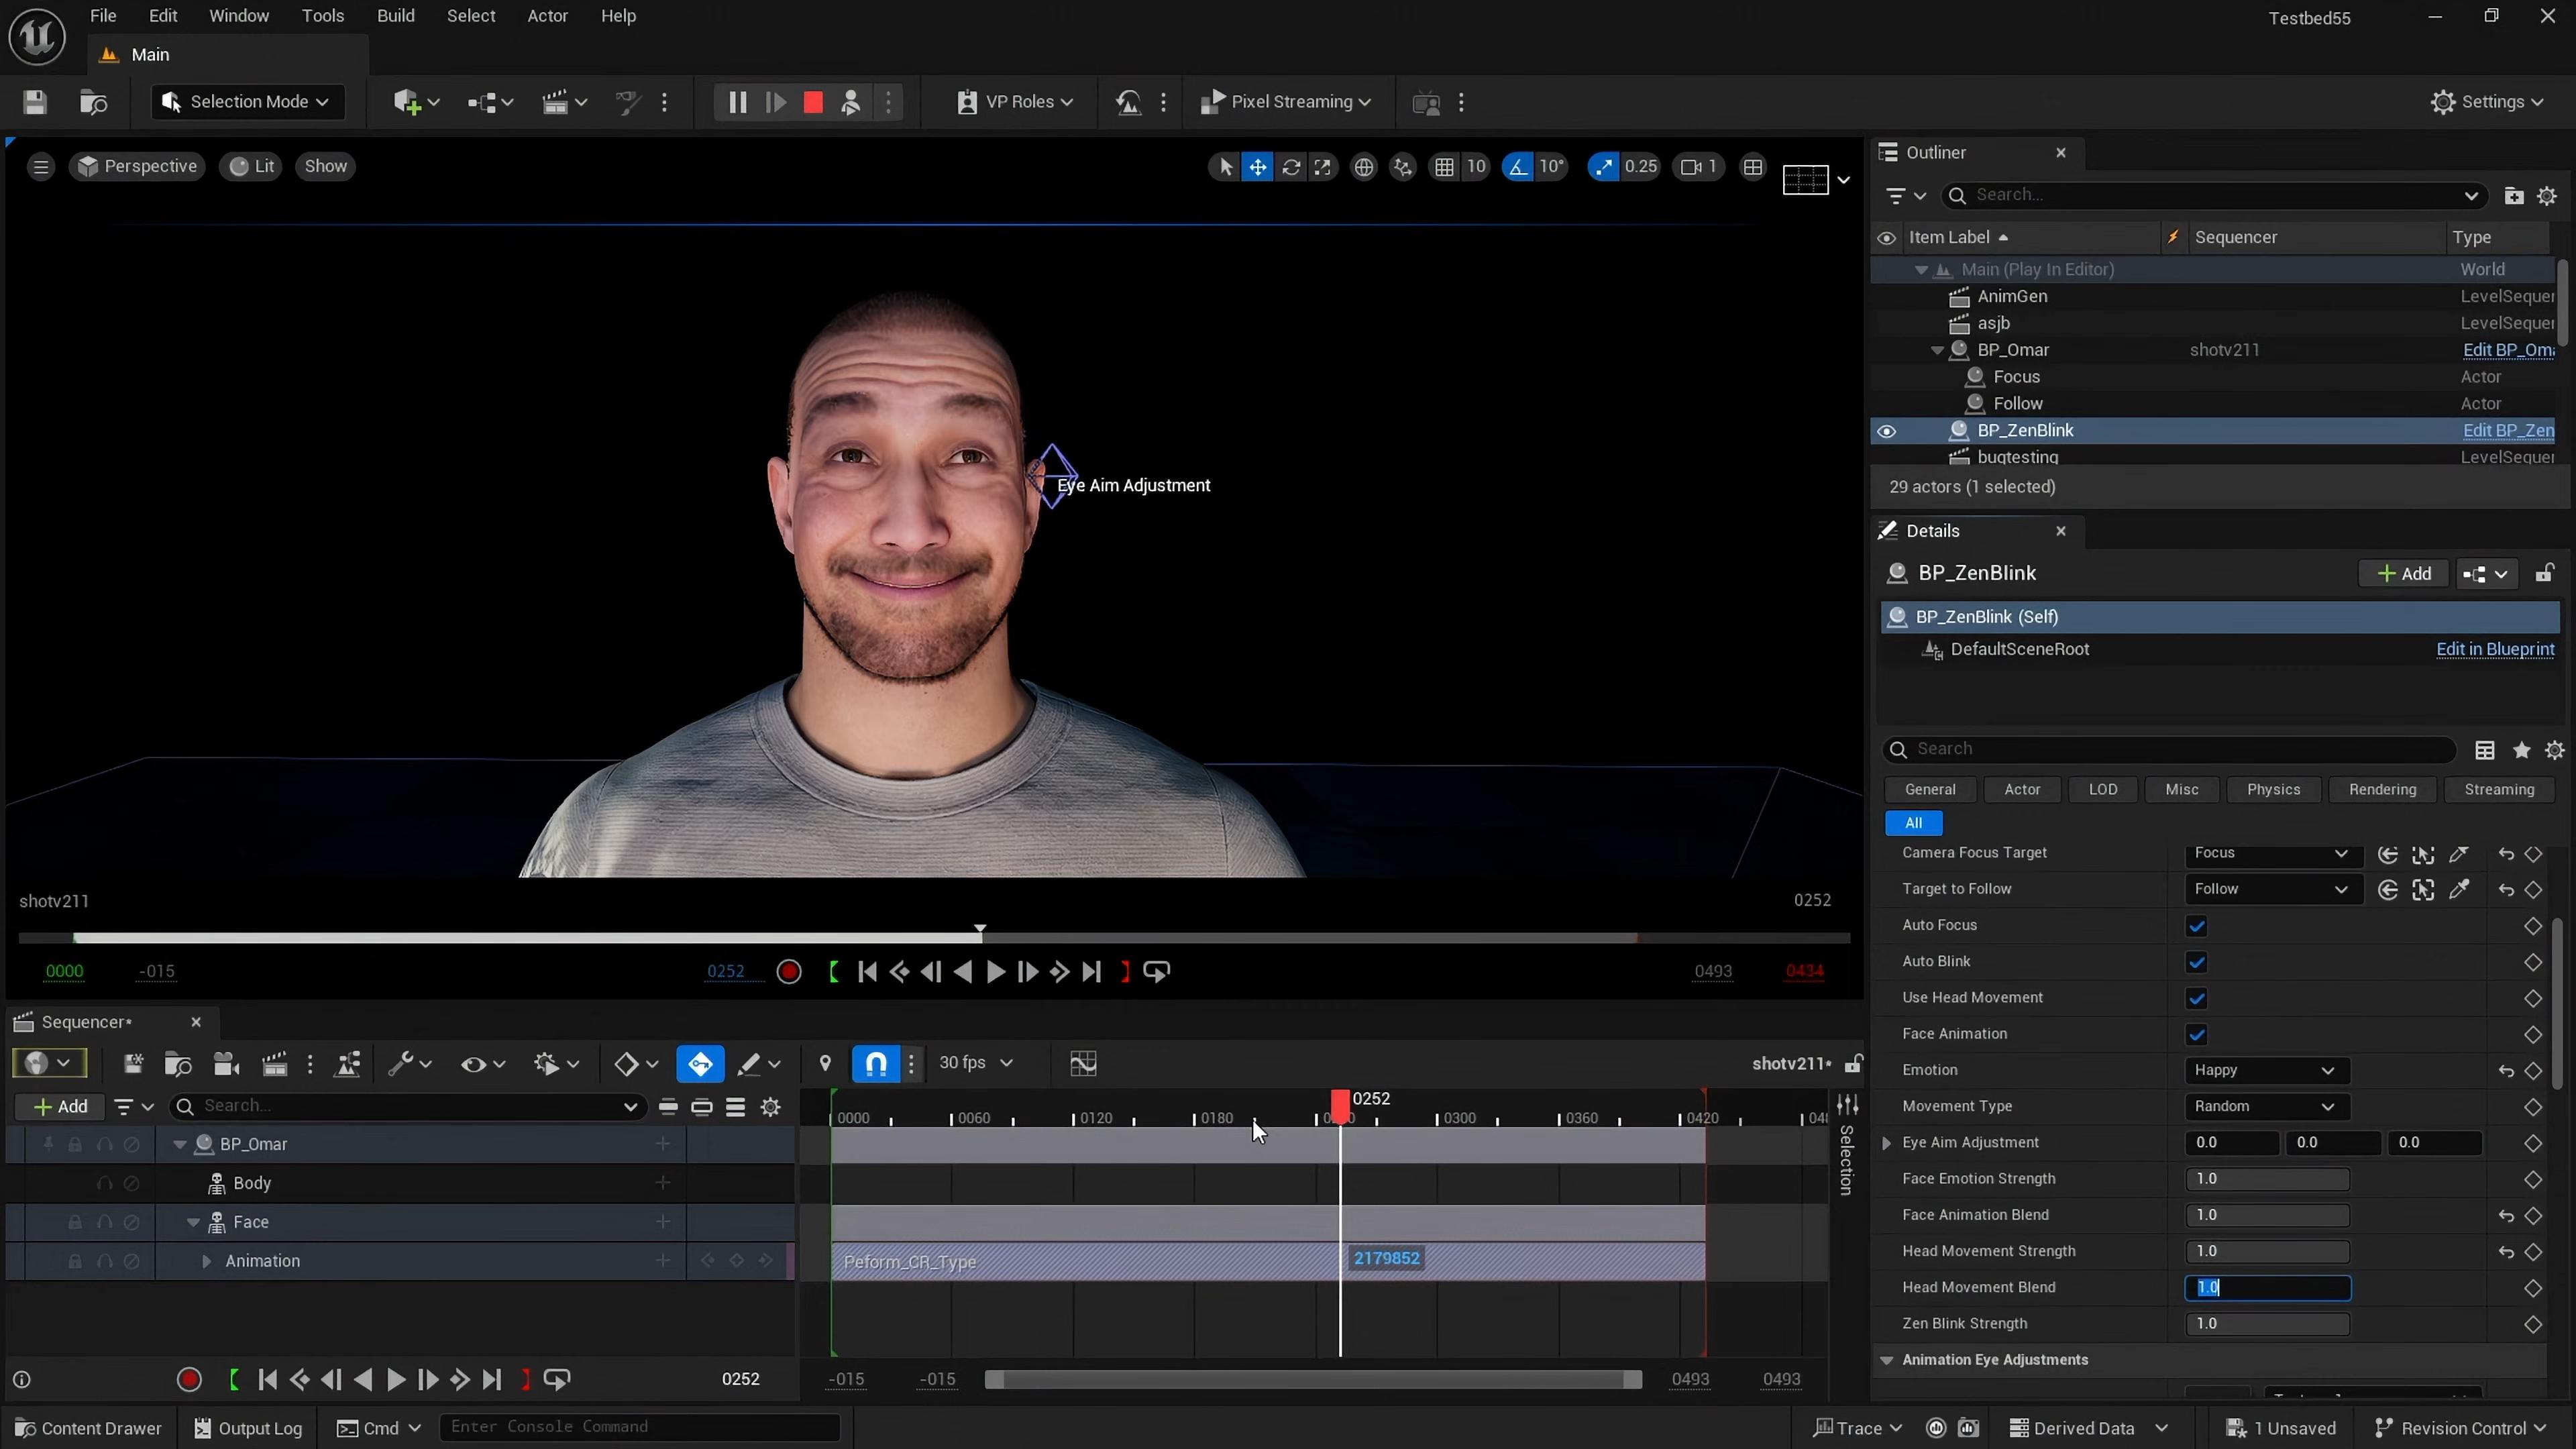 File Edit Window Tools Build Select Actor Help
Testbed55
Main
Selection Mode
VP Roles
Pixel Streaming
Settings
Perspective Lit Show
10 10° 0.25 1
Eye Aim Adjustment
shotv211
0252
0000 -015 0252 0493 0434
Outliner
Search...
Item Label Sequencer Type
Main (Play In Editor) World
AnimGen LevelSequer
asjb LevelSequer
BP_Omar shotv211 Edit BP_Oma
Focus Actor
Follow Actor
BP_ZenBlink Edit BP_Zen
bugtesting LevelSequer
29 actors (1 selected)
Details
BP_ZenBlink
Add
BP_ZenBlink (Self)
DefaultSceneRoot Edit in Blueprint
Search
General Actor LOD Misc Physics Rendering Streaming
All
Camera Focus Target Focus
Target to Follow Follow
Auto Focus
Auto Blink
Use Head Movement
Face Animation
Emotion Happy
Movement Type Random
Eye Aim Adjustment 0.0 0.0 0.0
Face Emotion Strength 1.0
Face Animation Blend 1.0
Head Movement Strength 1.0
Head Movement Blend 1.0
Zen Blink Strength 1.0
Animation Eye Adjustments
Sequencer*
30 fps
shotv211*
Add Search...
0252
0000 0060 0120 0180 0300 0360 0420
BP_Omar
Body
Face
Animation
Peform_CR_Type 2179852
Selection
0252
-015 -015 0493 0493
Content Drawer Output Log Cmd Enter Console Command
Trace Derived Data 1 Unsaved Revision Control